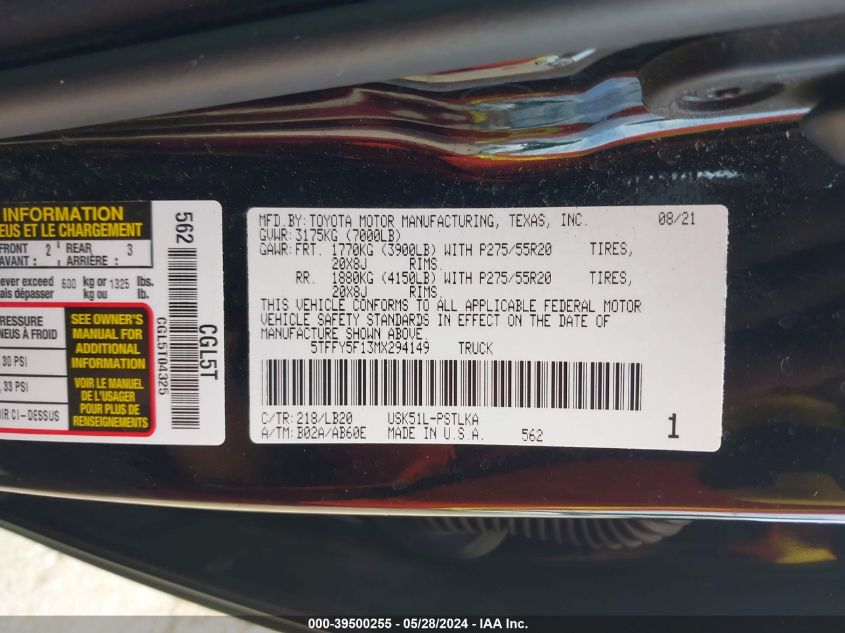 INFORMATION
EUS ET LE CHARGEMENT
FRONT 2 REAR 3
AVANT : ARRIÈRE :
ever exceed 600 kg or 1325 lbs.
ais dépasser kg ou lb.
PRESSURE
NEUS À FROID
30 PSI
, 33 PSI
IR CI-DESSUS
SEE OWNER'S
MANUAL FOR
ADDITIONAL
INFORMATION
VOIR LE MANUEL
DE L'USAGER
POUR PLUS DE
RENSEIGNEMENTS
562
CGL5T
CGL5T04325
MFD.BY: TOYOTA MOTOR MANUFACTURING, TEXAS, INC. 08/21
GVWR: 3175KG (7000LB)
GAWR: FRT. 1770KG (3900LB) WITH P275/55R20 TIRES,
20X8J RIMS.
RR. 1880KG (4150LB) WITH P275/55R20 TIRES,
20X8J RIMS.
THIS VEHICLE CONFORMS TO ALL APPLICABLE FEDERAL MOTOR
VEHICLE SAFETY STANDARDS IN EFFECT ON THE DATE OF
MANUFACTURE SHOWN ABOVE
5TFFY5F13MX294149 TRUCK
C/TR: 218/LB20 USK51L-PSTLKA
A/TM: B02A/AB60E MADE IN U.S.A. 562 1
000-39500255 - 05/28/2024 - IAA Inc.